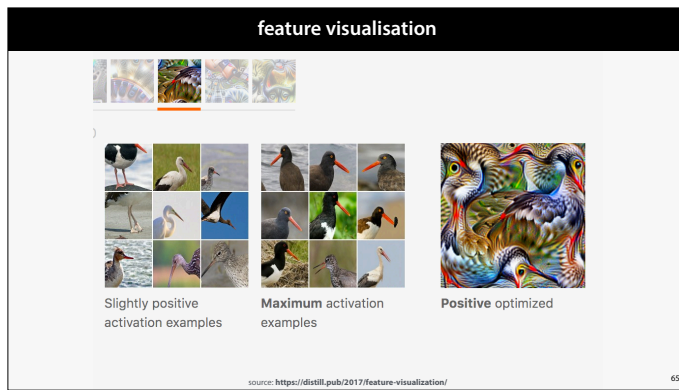 feature visualisation
Slightly positive
activation examples
Maximum activation
examples
Positive optimized
source: https://distill.pub/2017/feature-visualization/
65